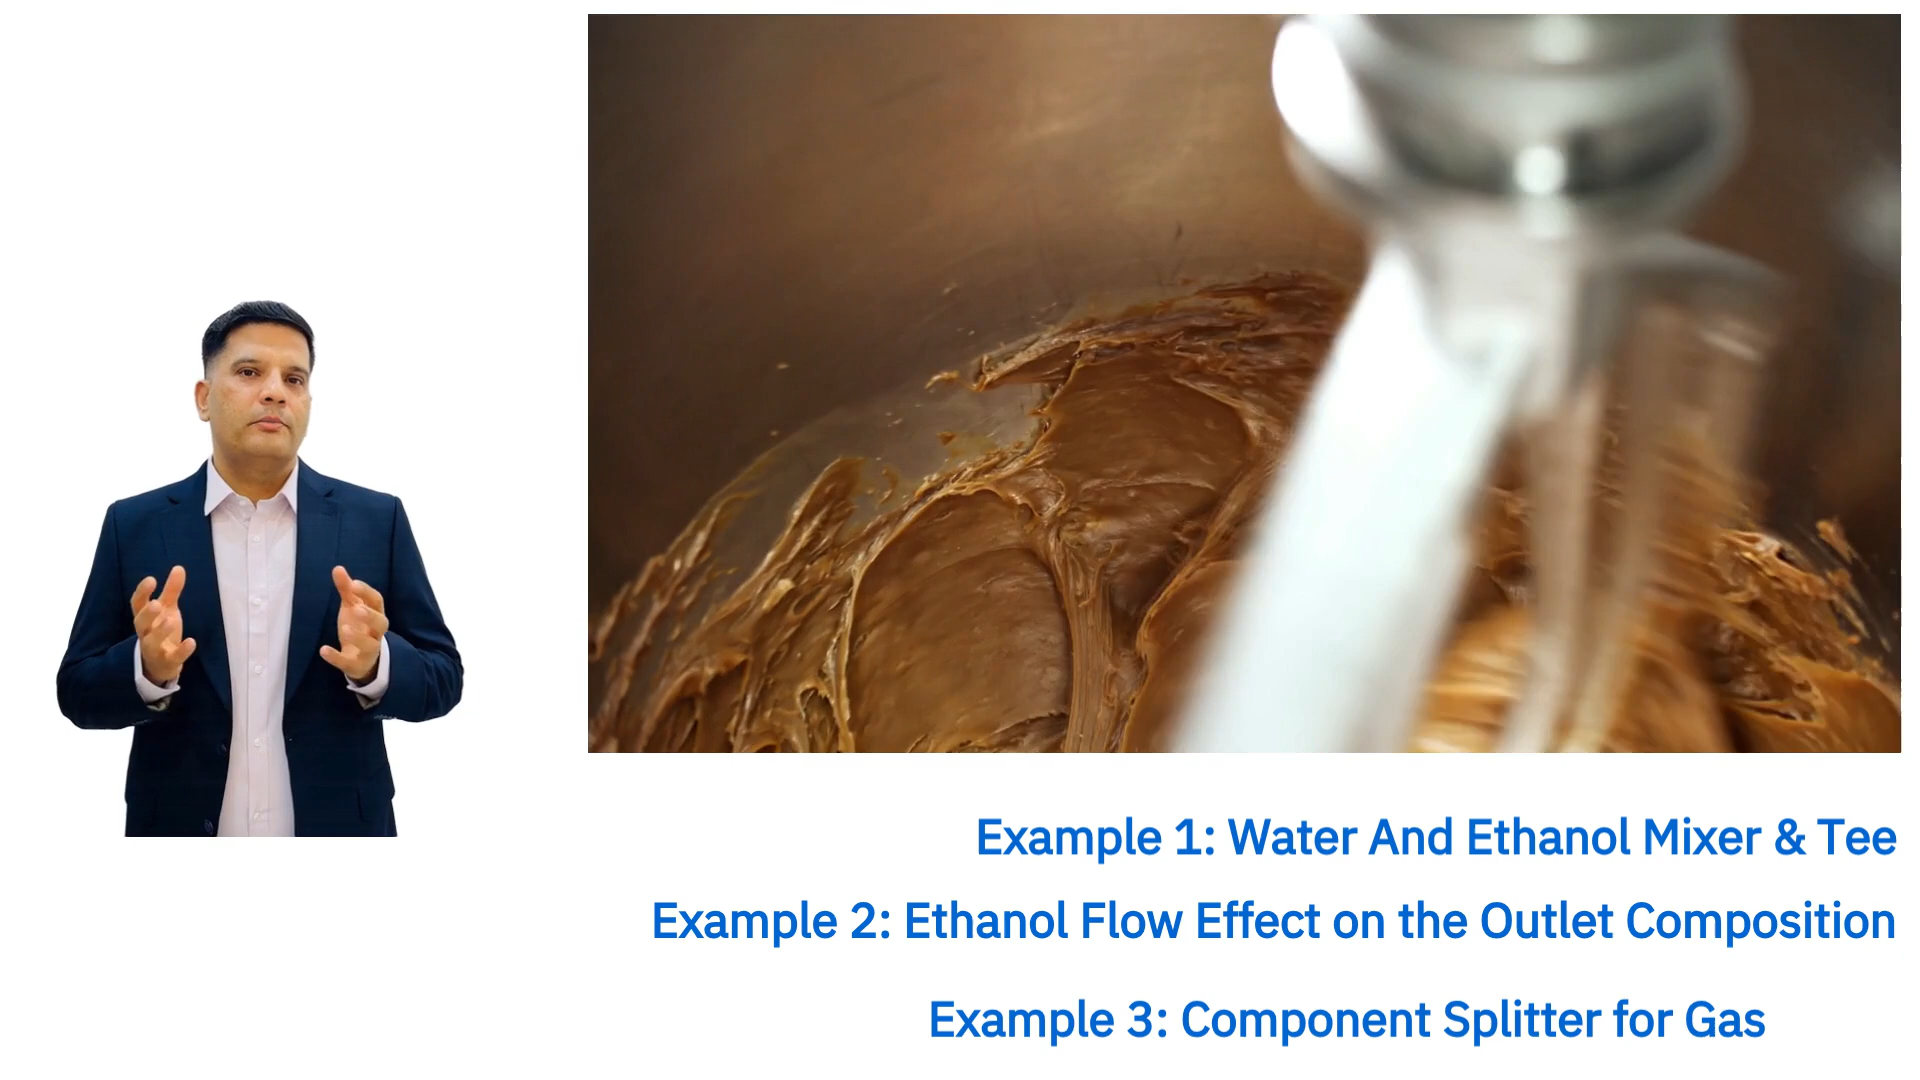 Example 1: Water And Ethanol Mixer & Tee
Example 2: Ethanol Flow Effect on the Outlet Composition
Example 3: Component Splitter for Gas